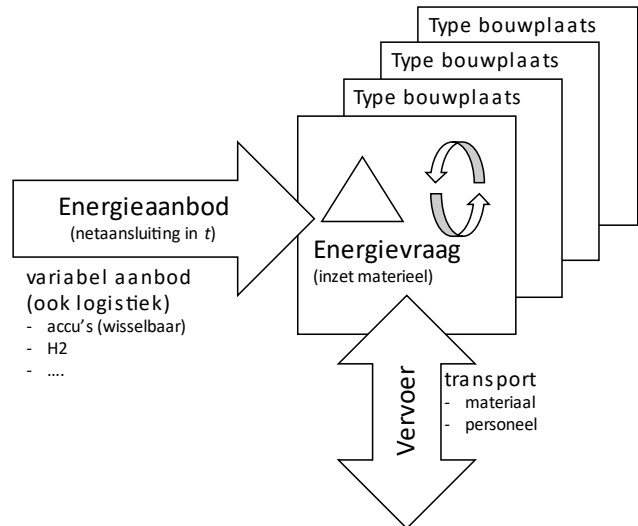 Type bouwplaats
Type bouwplaats
Type bouwplaats
Energieaanbod
(netaansluiting in t)
Energievraag
(inzet materieel)
variabel aanbod
(ook logistiek)
- accu's (wisselbaar)
- H2
- ....
Vervoer
transport
- materiaal
- personeel